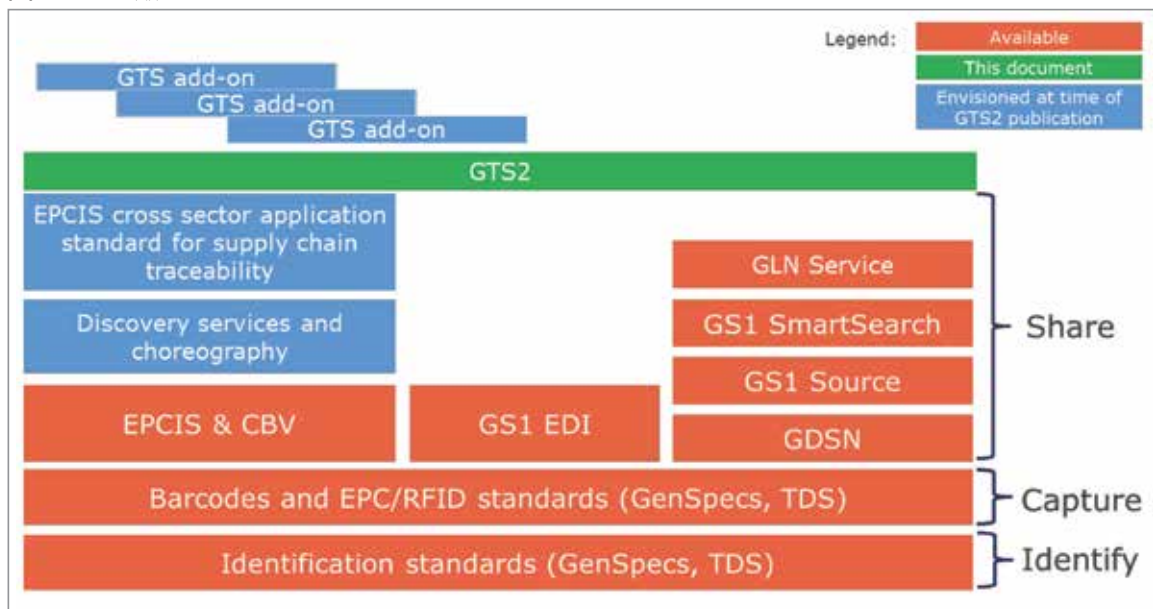 Legend:
Available
This document
Envisioned at time of
GTS2 publication
GTS add-on
GTS add-on
GTS add-on
GTS2
EPCIS cross sector application
standard for supply chain
traceability
Discovery services and
choreography
EPCIS & CBV
GS1 EDI
GLN Service
GS1 SmartSearch
GS1 Source
GDSN
Share
Barcodes and EPC/RFID standards (GenSpecs, TDS)
Capture
Identification standards (GenSpecs, TDS)
Identify